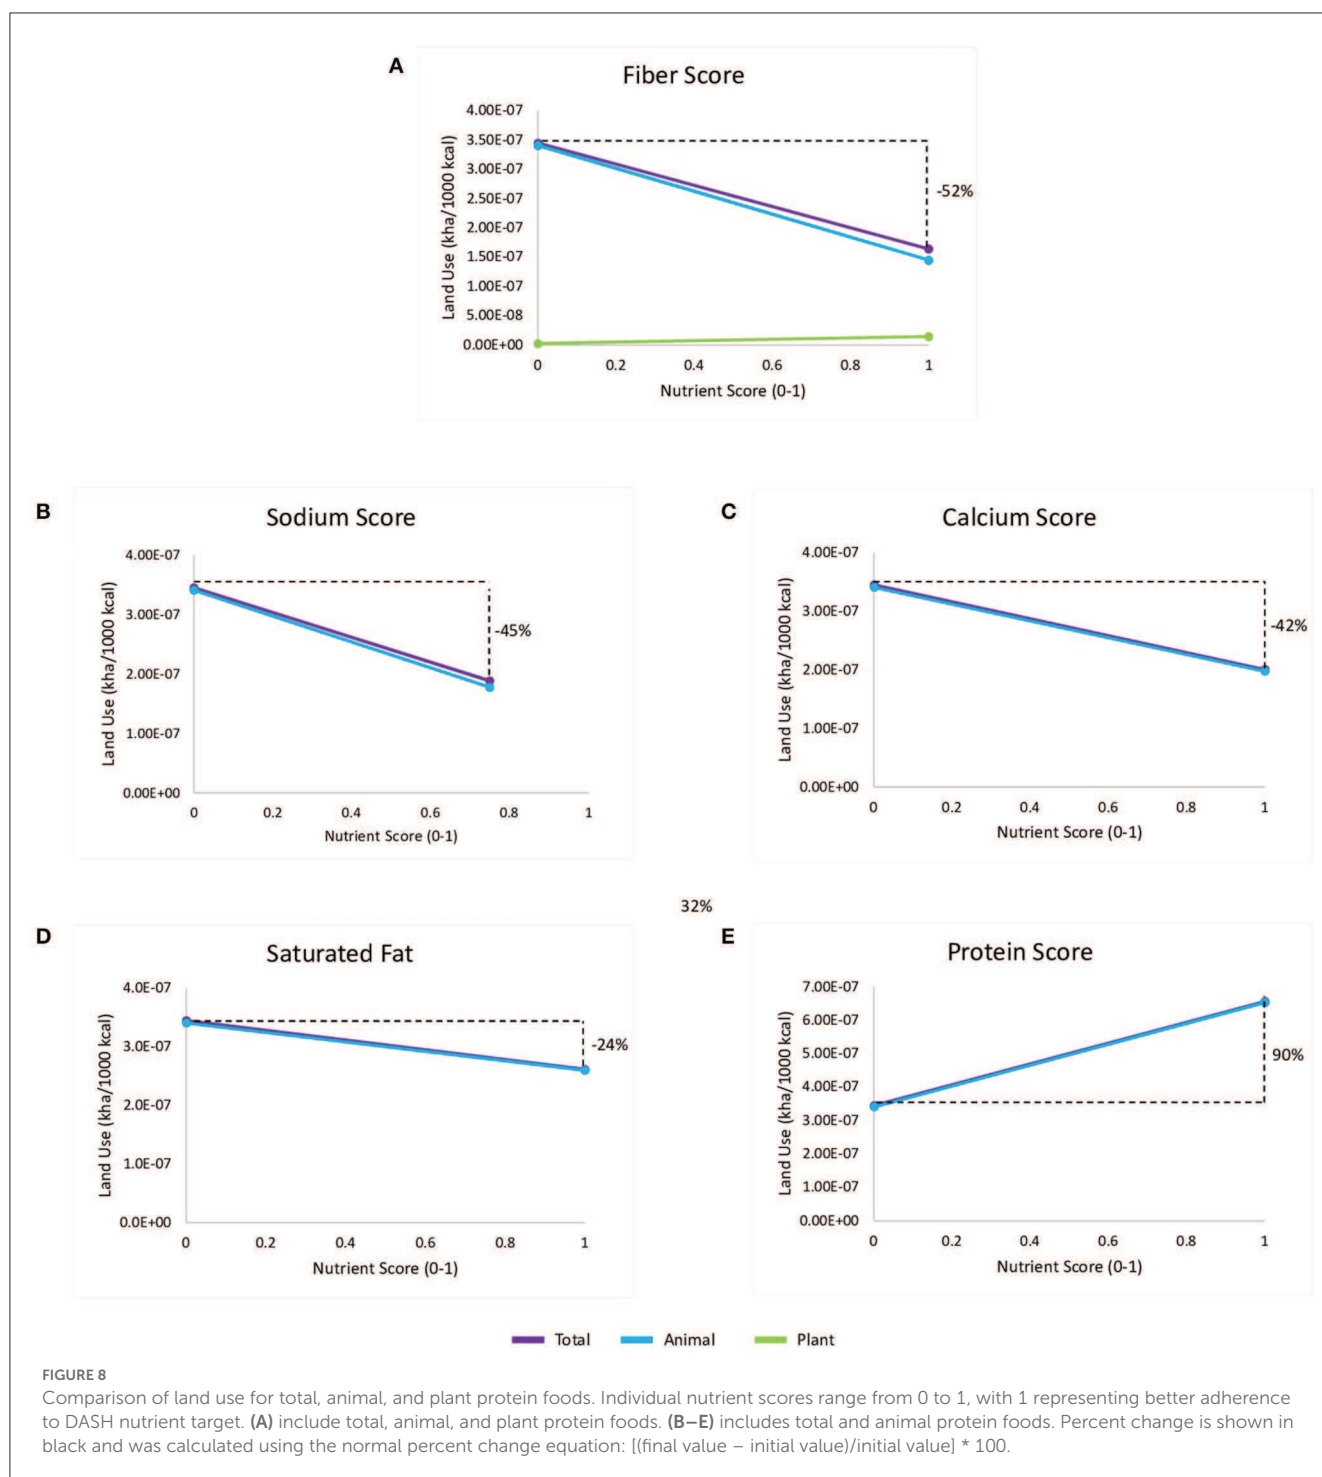 A
Fiber Score
4.00E-07
3.50E-07
3.00E-07
2.50E-07
2.00E-07
1.50E-07
1.00E-07
5.00E-08
0.00E+00
Land Use (kha/1000 kcal)
-52%
0 0.2 0.4 0.6 0.8 1
Nutrient Score (0-1)
B
Sodium Score
4.00E-07
3.00E-07
2.00E-07
1.00E-07
0.00E+00
Land Use (kha/1000 kcal)
-45%
0 0.2 0.4 0.6 0.8 1
Nutrient Score (0-1)
C
Calcium Score
4.00E-07
3.00E-07
2.00E-07
1.00E-07
0.00E+00
Land Use (kha/1000 kcal)
-42%
0 0.2 0.4 0.6 0.8 1
Nutrient Score (0-1)
32%
D
Saturated Fat
4.0E-07
3.0E-07
2.0E-07
1.0E-07
0.0E+00
Land Use (kha/1000 kcal)
-24%
0 0.2 0.4 0.6 0.8 1
Nutrient Score (0-1)
E
Protein Score
7.00E-07
6.00E-07
5.00E-07
4.00E-07
3.00E-07
2.00E-07
1.00E-07
0.00E+00
Land Use (kha/1000 kcal)
90%
0 0.2 0.4 0.6 0.8 1
Nutrient Score (0-1)
Total Animal Plant
FIGURE 8
Comparison of land use for total, animal, and plant protein foods. Individual nutrient scores range from 0 to 1, with 1 representing better adherence
to DASH nutrient target. (A) include total, animal, and plant protein foods. (B–E) includes total and animal protein foods. Percent change is shown in
black and was calculated using the normal percent change equation: [(final value – initial value)/initial value] * 100.